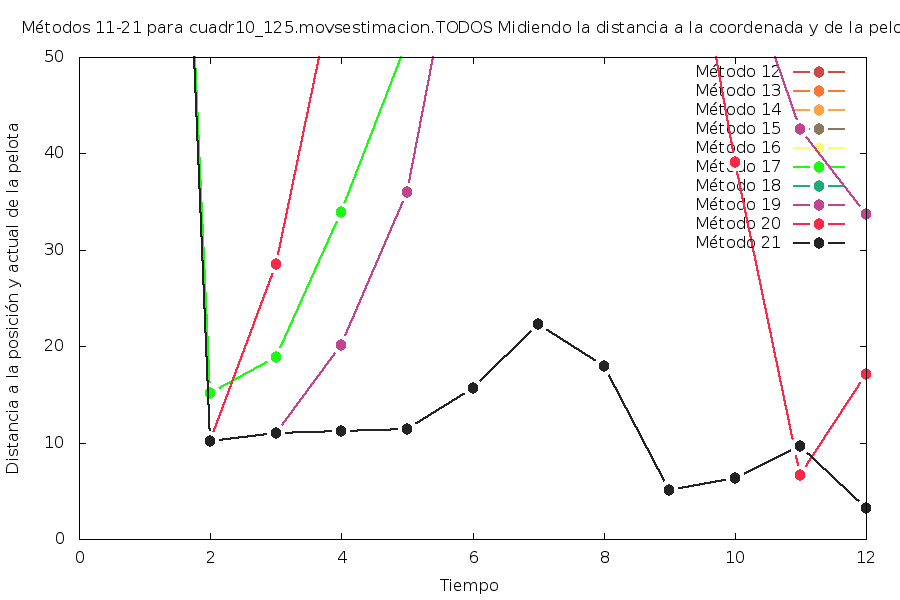 Métodos 11-21 para cuadr10_125.movsestimacion.TODOS Midiendo la distancia a la coordenada y de la pelo
50
40
30
20
10
0
0 2 4 6 8 10 12
Distancia a la posición y actual de la pelota
Tiempo
Método 12
Método 13
Método 14
Método 15
Método 16
Método 17
Método 18
Método 19
Método 20
Método 21